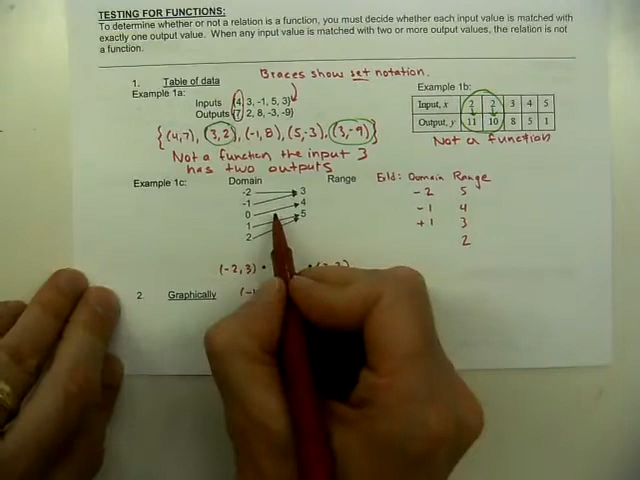 TESTING FOR FUNCTIONS:
To determine whether or not a relation is a function, you must decide whether each input value is matched with
exactly one output value. When any input value is matched with two or more output values, the relation is not
a function.
Braces show set notation.
1. Table of data
Example 1a:
Inputs {4, 3, -1, 5, 3}
Outputs {7, 2, 8, -3, -9}
{(4,7), (3,2), (-1,8), (5,-3), (3,-9)}
Not a function the input 3
has two outputs
Example 1b:
Input, x 2 2 3 4 5
Output, y 11 10 8 5 1
Not a function
Example 1c: Domain Range
-2 3
-1 4
0 5
1
2
Ex1d: Domain Range
-2 5
-1 4
+1 3
2
(-2,3)
2. Graphically